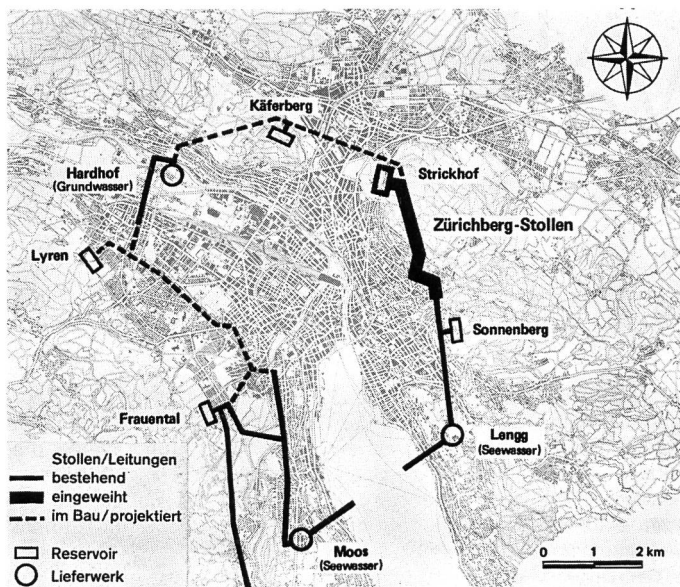 Käferberg
Hardhof
(Grundwasser)
Strickhof
Zürichberg-Stollen
Lyren
Sonnenberg
Frauental
Lengg
(Seewasser)
Stollen/Leitungen
bestehend
eingeweiht
im Bau/projektiert
Reservoir
Lieferwerk
Moos
(Seewasser)
0 1 2 km